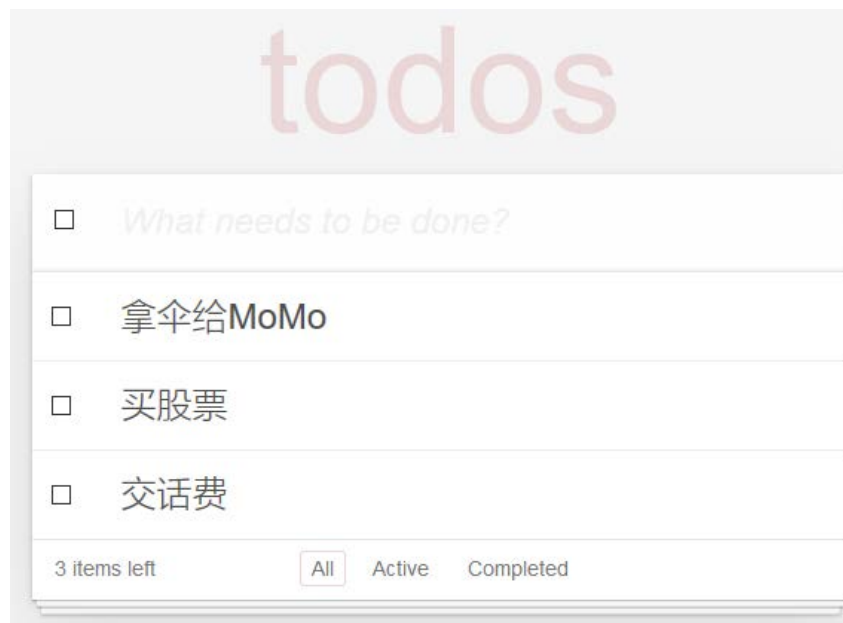 todos
What needs to be done?
拿伞给MoMo
买股票
交话费
3 items left All Active Completed